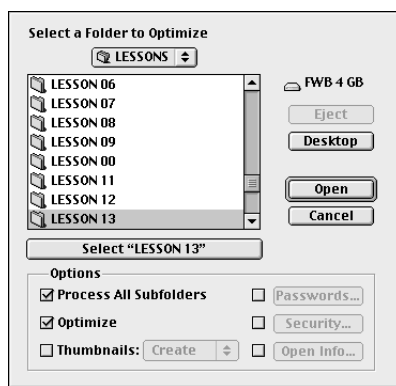 Select a Folder to Optimize
LESSONS
LESSON 06
LESSON 07
LESSON 08
LESSON 09
LESSON 00
LESSON 11
LESSON 12
LESSON 13
FWB 4 GB
Eject
Desktop
Open
Cancel
Select “LESSON 13”
Options
Process All Subfolders
Passwords...
Optimize
Security...
Thumbnails: Create
Open Info...